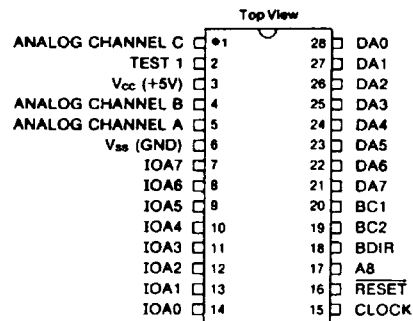 Top View
ANALOG CHANNEL C 1 28 DA0
TEST 1 2 27 DA1
Vcc (+5V) 3 26 DA2
ANALOG CHANNEL B 4 25 DA3
ANALOG CHANNEL A 5 24 DA4
Vss (GND) 6 23 DA5
IOA7 7 22 DA6
IOA6 8 21 DA7
IOA5 9 20 BC1
IOA4 10 19 BC2
IOA3 11 18 BDIR
IOA2 12 17 A8
IOA1 13 16 RESET
IOA0 14 15 CLOCK